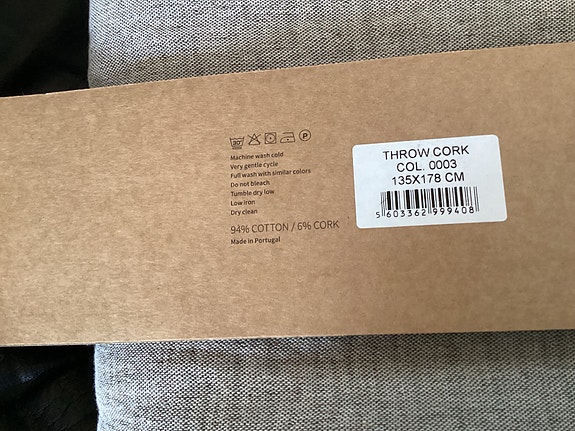 30°
P
Machine wash cold
Very gentle cycle
Full wash with similar colors
Do not bleach
Tumble dry low
Low iron
Dry clean
94% COTTON / 6% CORK
Made in Portugal
THROW CORK
COL. 0003
135X178 CM
5 603362 999408